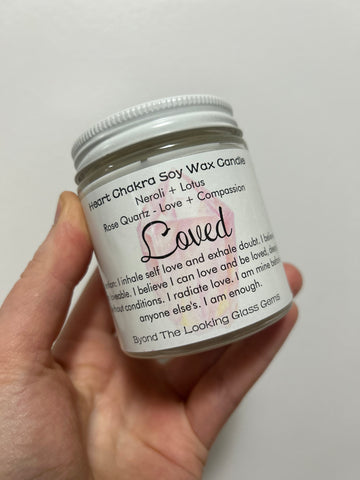 Heart Chakra Soy Wax Candle
Neroli + Lotus
Rose Quartz - Love + Compassion
Loved
I inhale self love and exhale doubt. I
loveable. I believe I can love and be loved,
without conditions. I radiate love. I am mine
anyone else's. I am enough.
Byond The Looking Glass Gems